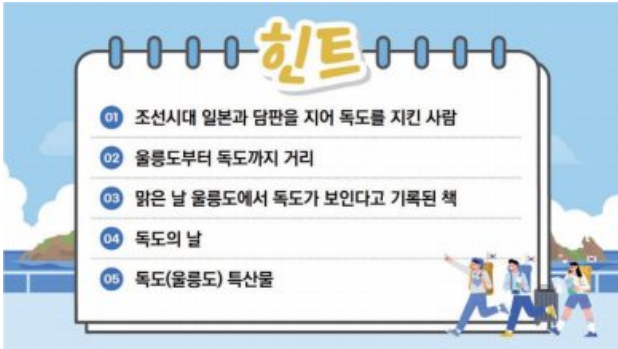 힌트
01 조선시대 일본과 담판을 지어 독도를 지킨 사람
02 울릉도부터 독도까지 거리
03 맑은 날 울릉도에서 독도가 보인다고 기록된 책
04 독도의 날
05 독도(울릉도) 특산물